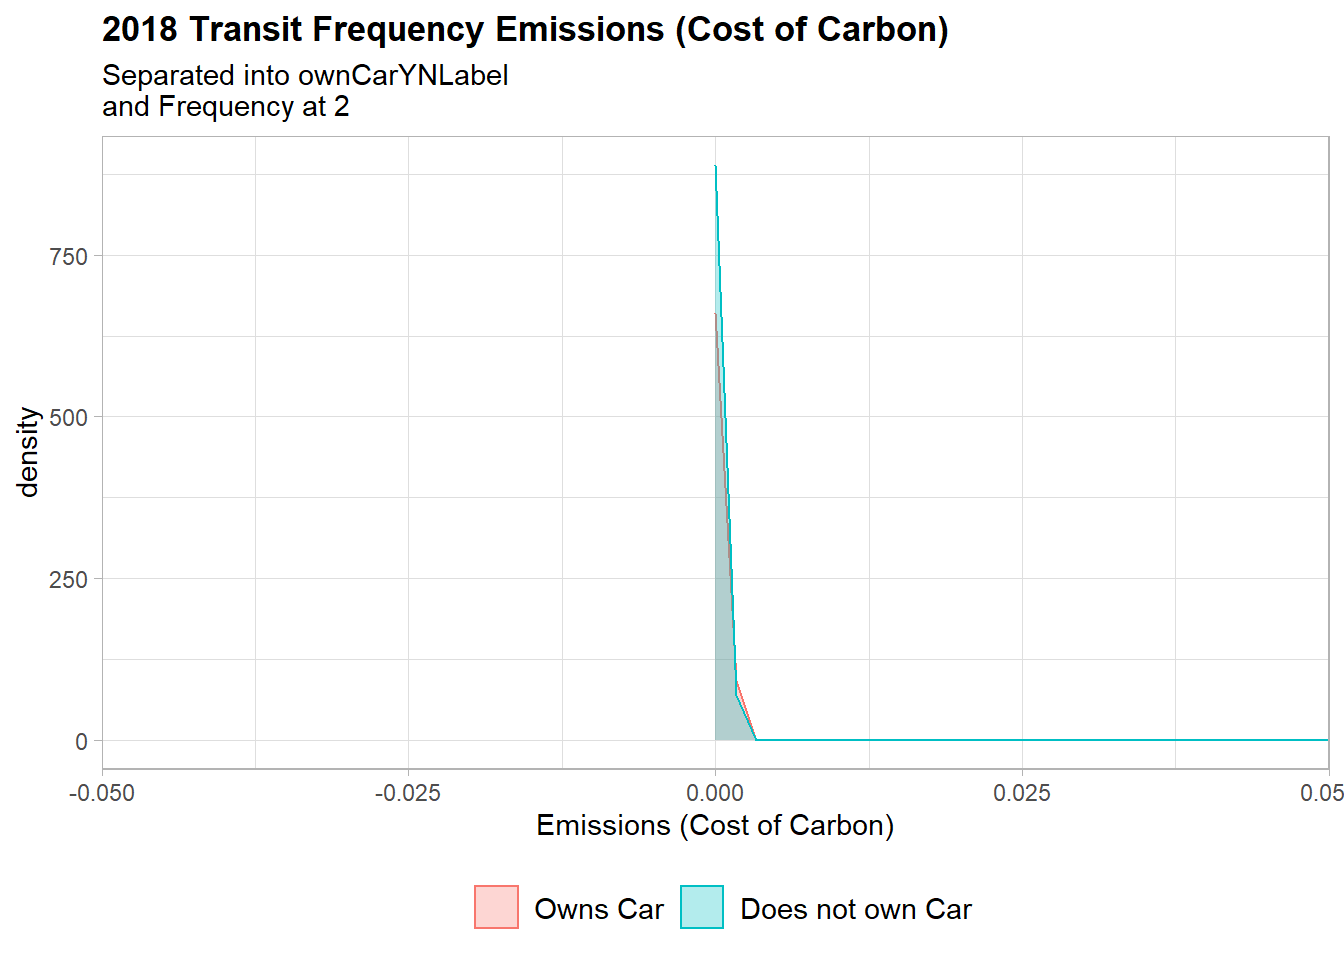 2018 Transit Frequency Emissions (Cost of Carbon)
Separated into ownCarYNLabel
and Frequency at 2
density
750
500
250
0
-0.050
-0.025
0.000
0.025
0.05
Emissions (Cost of Carbon)
Owns Car
Does not own Car